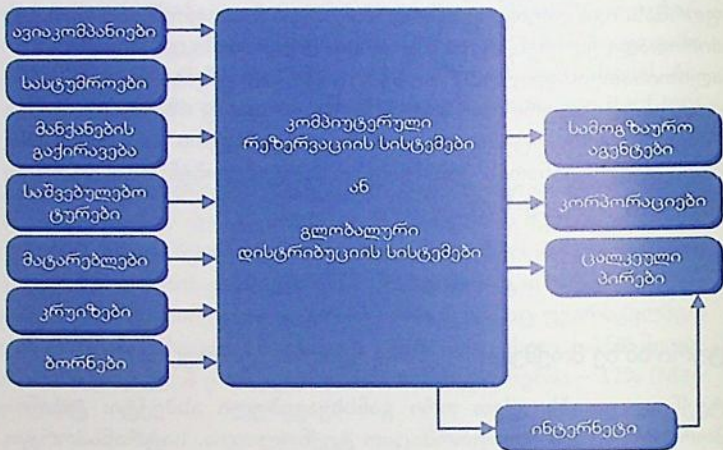 ავიაკომპანიები
სასტუმროები
მანქანების
გაქირავება
საშვებულებო
ტურები
მატარებლები
კრუიზები
ბორნები
კომპიუტერული
რეზერვაციის სისტემები
ან
გლობალური
დისტრიბუციის სისტემები
სამოგზაურო
აგენტები
კორპორაციები
ცალკეული
პირები
ინტერნეტი